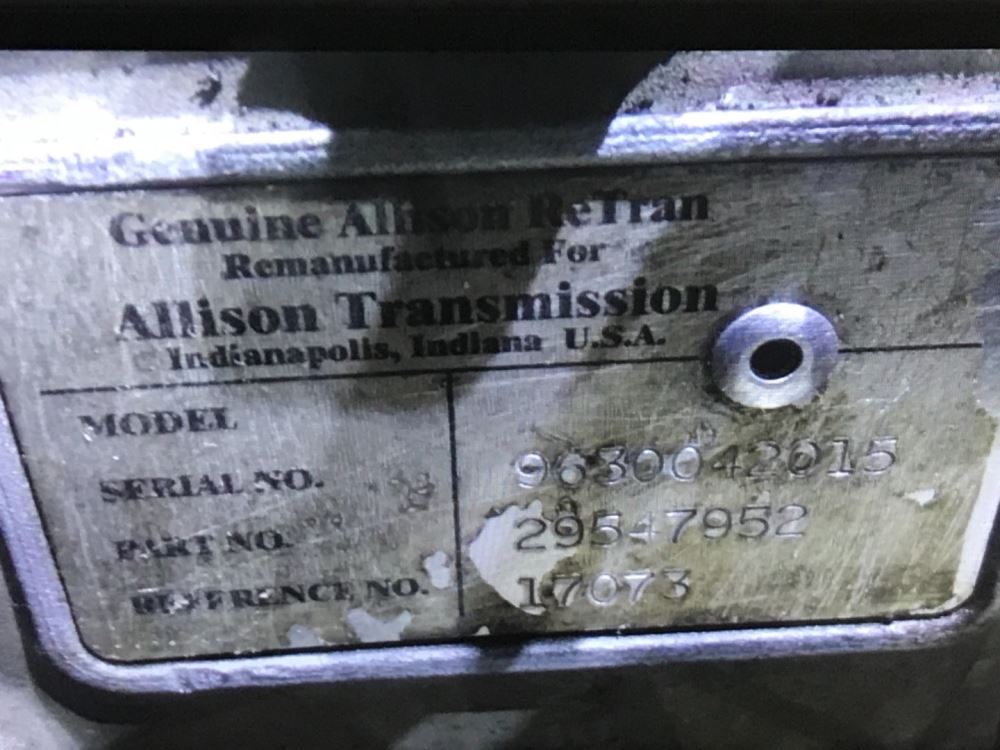 Genuine Allison ReTran
Remanufactured For
Allison Transmission
Indianapolis, Indiana U.S.A.
MODEL
SERIAL NO. 9630042015
PART NO. 29547952
REFERENCE NO. 17073